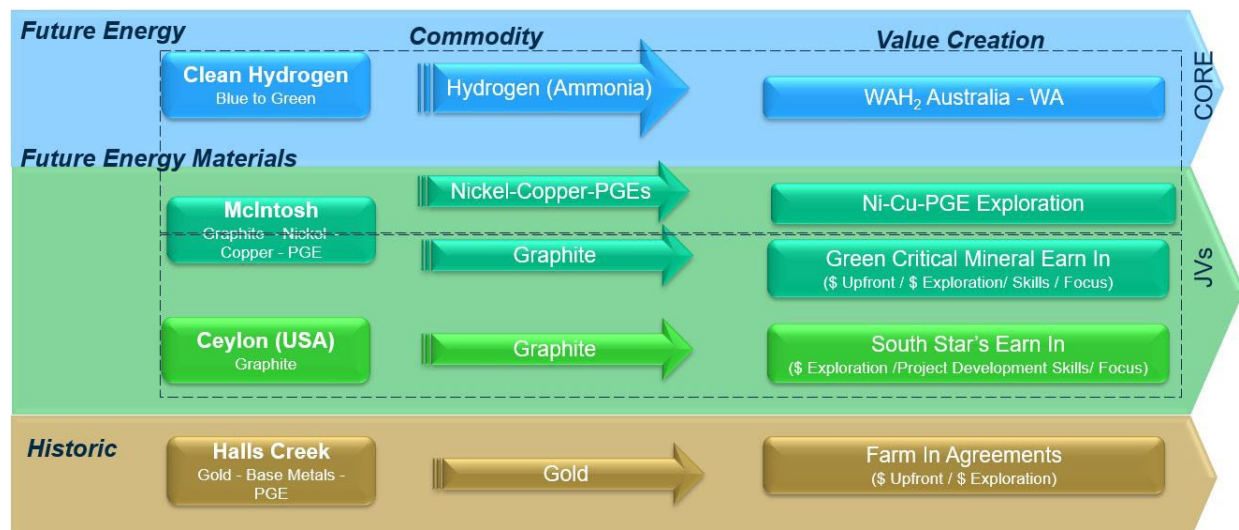 Future Energy
Commodity
Value Creation
Clean Hydrogen
Blue to Green
Hydrogen (Ammonia)
WAH₂ Australia - WA
CORE
Future Energy Materials
McIntosh
Graphite - Nickel -
Copper - PGE
Nickel-Copper-PGEs
Ni-Cu-PGE Exploration
Graphite
Green Critical Mineral Earn In
($ Upfront / $ Exploration/ Skills / Focus)
JVs
Ceylon (USA)
Graphite
Graphite
South Star's Earn In
($ Exploration /Project Development Skills/ Focus)
Historic
Halls Creek
Gold - Base Metals -
PGE
Gold
Farm In Agreements
($ Upfront / $ Exploration)